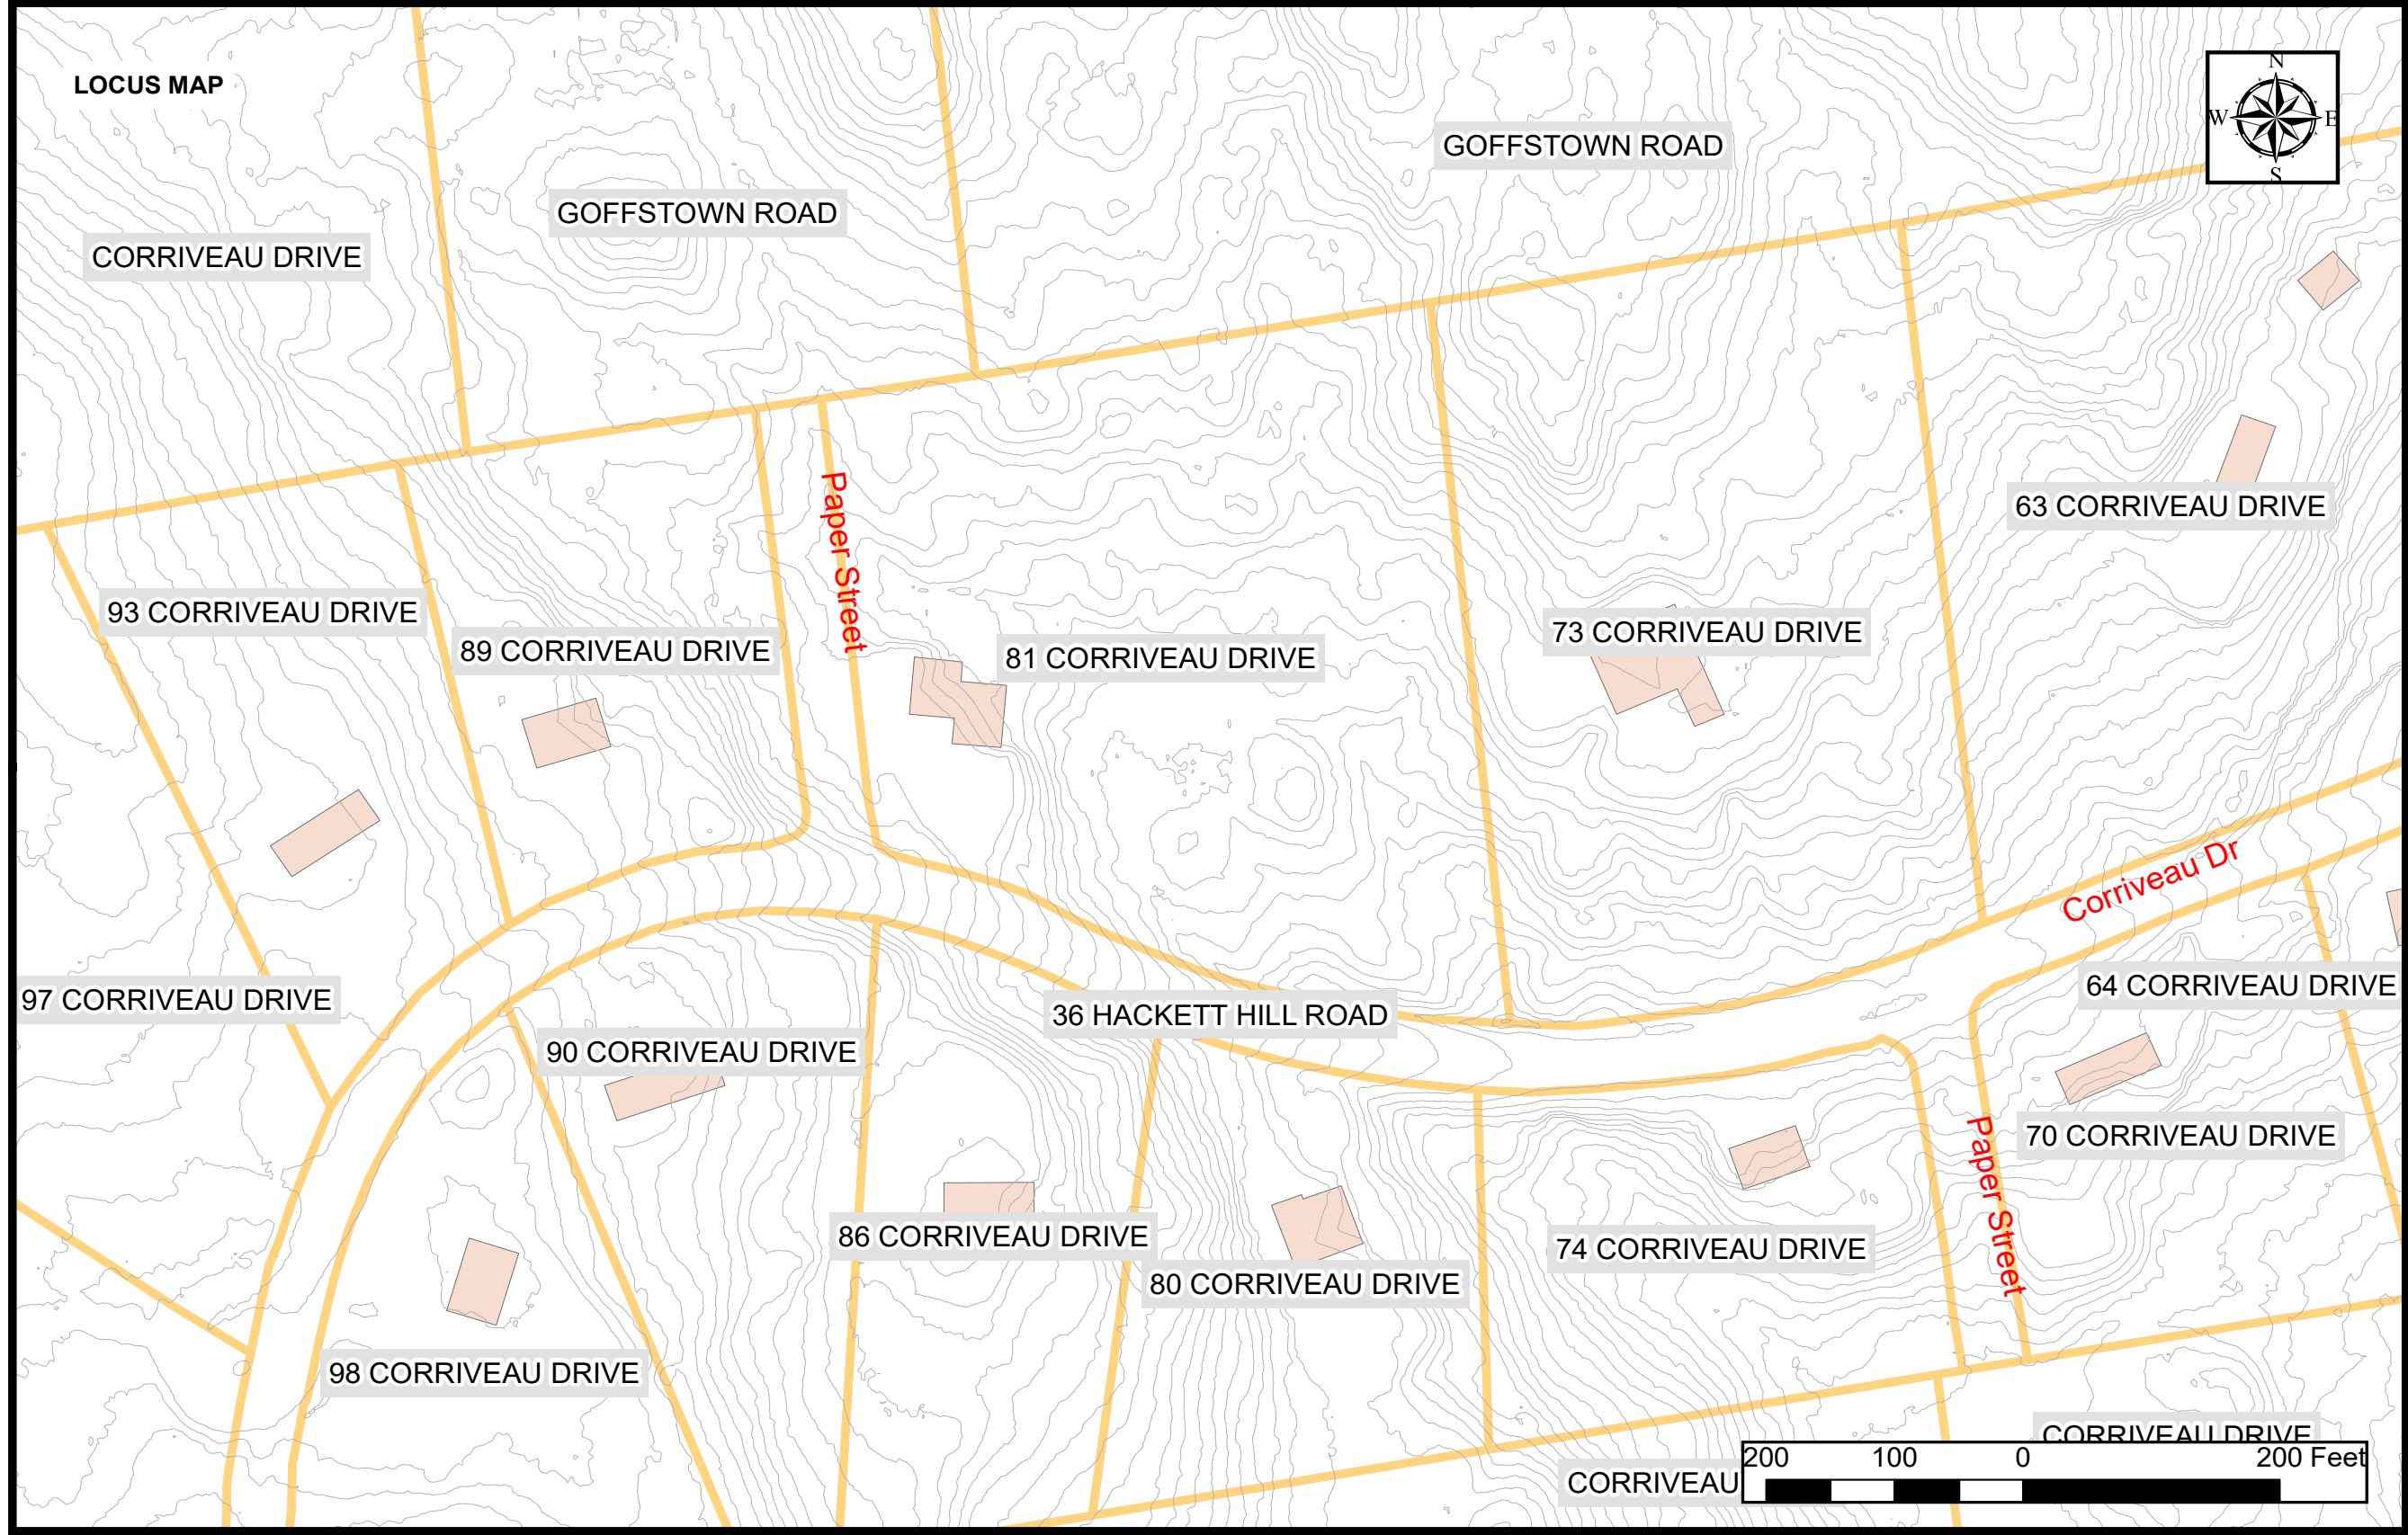 LOCUS MAP
N
W E
S
GOFFSTOWN ROAD
GOFFSTOWN ROAD
CORRIVEAU DRIVE
63 CORRIVEAU DRIVE
Paper Street
93 CORRIVEAU DRIVE
73 CORRIVEAU DRIVE
89 CORRIVEAU DRIVE
81 CORRIVEAU DRIVE
Corriveau Dr
64 CORRIVEAU DRIVE
97 CORRIVEAU DRIVE
36 HACKETT HILL ROAD
90 CORRIVEAU DRIVE
70 CORRIVEAU DRIVE
Paper Street
86 CORRIVEAU DRIVE
74 CORRIVEAU DRIVE
80 CORRIVEAU DRIVE
98 CORRIVEAU DRIVE
CORRIVEAU DRIVE
200 100 0 200 Feet
CORRIVEAU